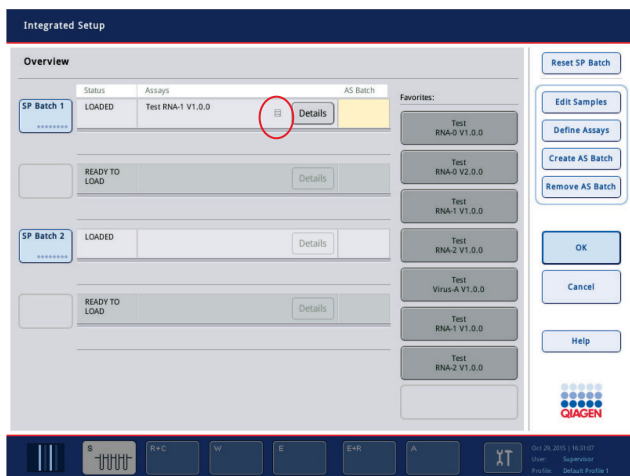 Integrated Setup
Overview
Status Assays AS Batch
SP Batch 1 LOADED Test RNA-1 V1.0.0 Details
READY TO
LOAD Details
SP Batch 2 LOADED Details
READY TO
LOAD Details
Favorites:
Test
RNA-0 V1.0.0
Test
RNA-0 V2.0.0
Test
RNA-1 V1.0.0
Test
RNA-2 V1.0.0
Test
Virus-A V1.0.0
Test
RNA-1 V1.0.0
Test
RNA-2 V1.0.0
Reset SP Batch
Edit Samples
Define Assays
Create AS Batch
Remove AS Batch
OK
Cancel
Help
QIAGEN
S R+C W E E+R A
Oct 29, 2015 | 16:51:07
User: Supervisor
Profile: Default Profile 1